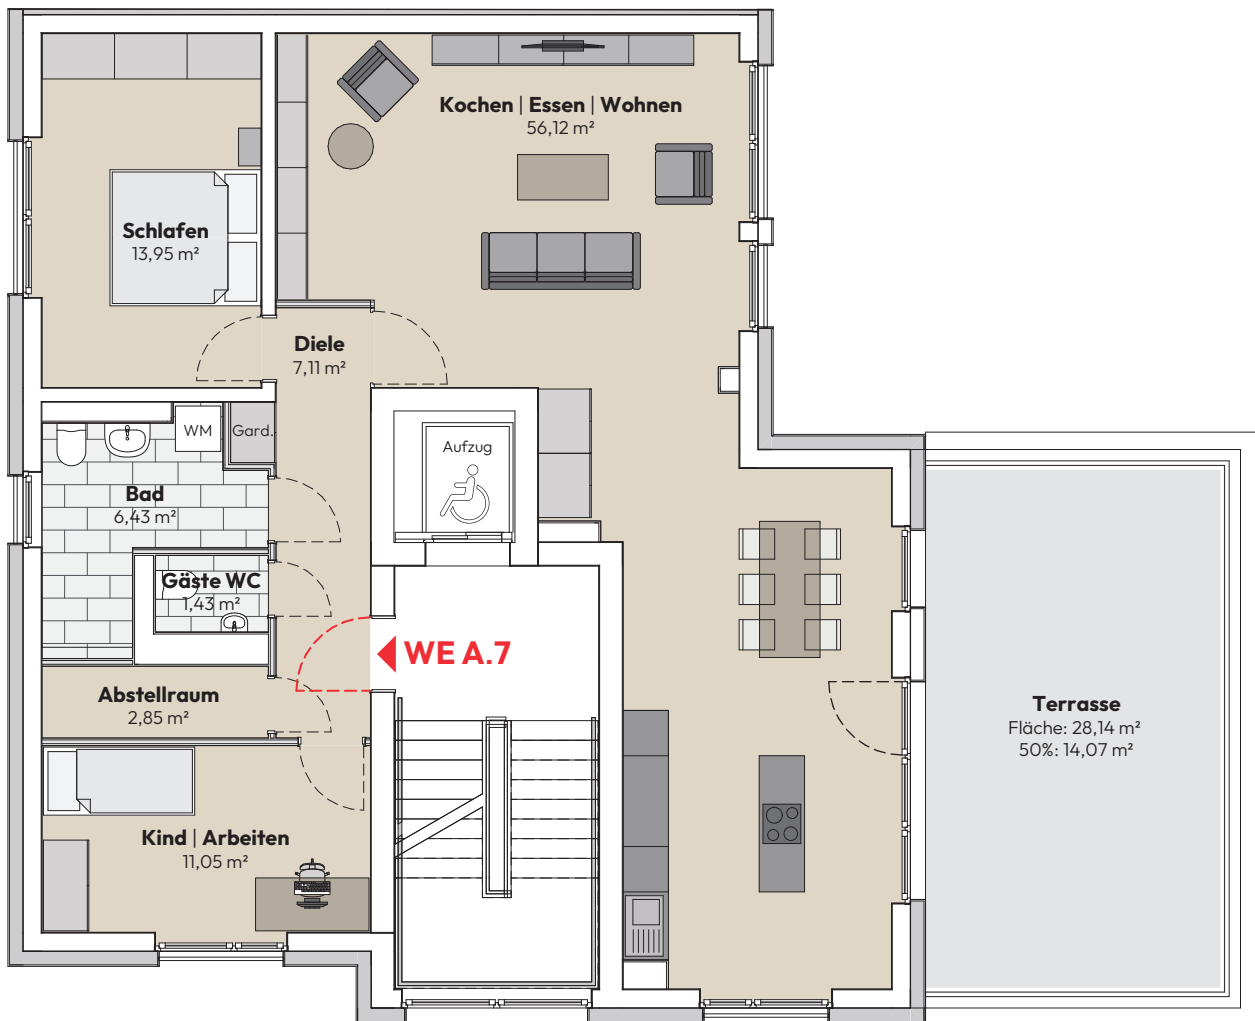 Kochen | Essen | Wohnen
56,12 m²
Schlafen
13,95 m²
Diele
7,11 m²
WM
Gard.
Aufzug
Bad
6,43 m²
Gäste WC
1,43 m²
WE A.7
Abstellraum
2,85 m²
Terrasse
Fläche: 28,14 m²
50%: 14,07 m²
Kind | Arbeiten
11,05 m²